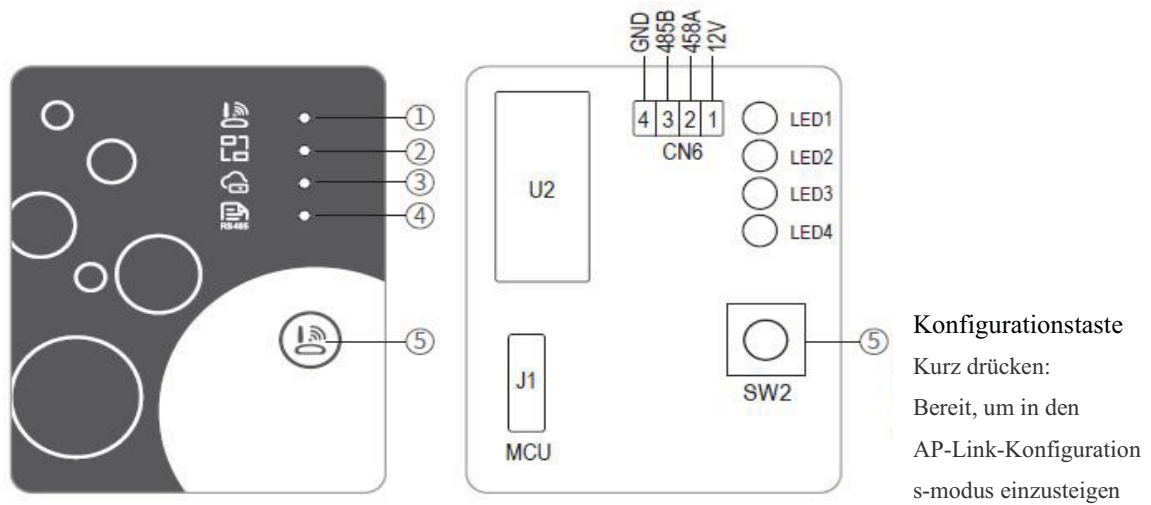 ①
②
③
④
RS485
⑤
GND
485B
458A
12V
4 3 2 1
CN6
LED1
LED2
LED3
LED4
U2
J1
MCU
SW2
⑤
Konfigurationstaste
Kurz drücken:
Bereit, um in den
AP-Link-Konfiguration
s-modus einzusteigen